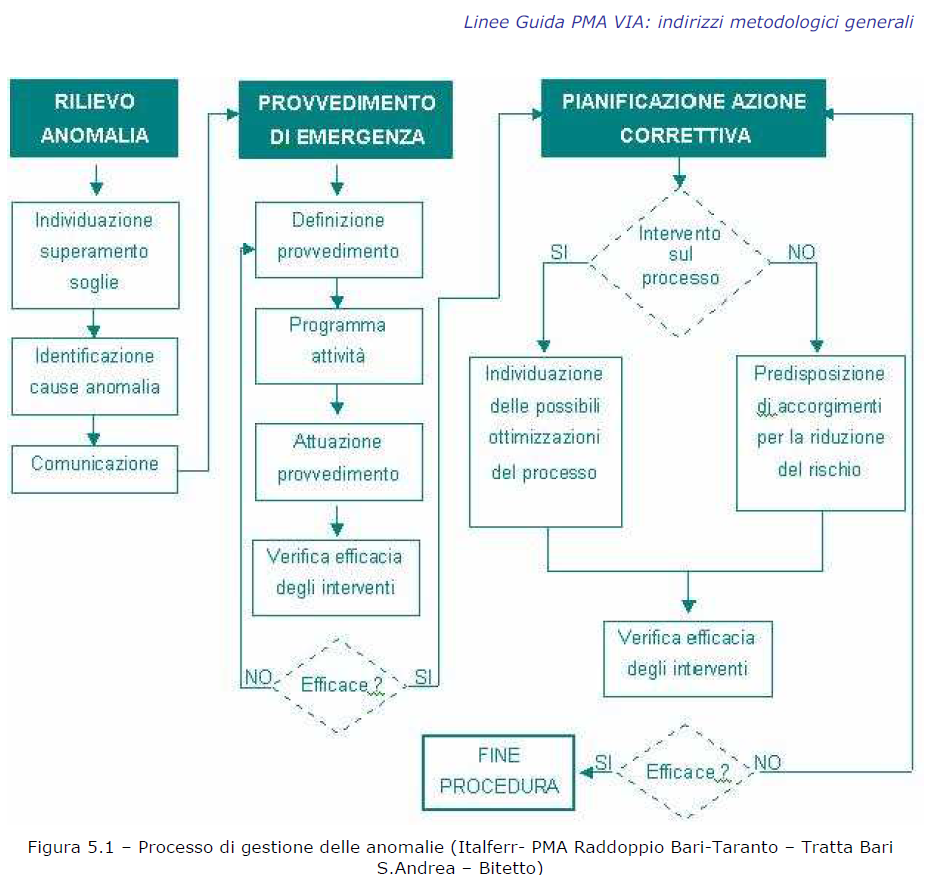 Linee Guida PMA VIA: indirizzi metodologici generali
RILIEVO
ANOMALIA
Individuazione
superamento
soglie
Identificazione
cause anomalia
Comunicazione
PROVVEDIMENTO
DI EMERGENZA
Definizione
provvedimento
Programma
attività
Attuazione
provvedimento
Verifica efficacia
degli interventi
Efficace ?
NO
SI
PIANIFICAZIONE AZIONE
CORRETTIVA
Intervento
sul
processo
SI
NO
Individuazione
delle possibili
ottimizzazioni
del processo
Predisposizione
di accorgimenti
per la riduzione
del rischio
Verifica efficacia
degli interventi
Efficace ?
SI
NO
FINE
PROCEDURA
Figura 5.1 – Processo di gestione delle anomalie (Italferr- PMA Raddoppio Bari-Taranto – Tratta Bari
S.Andrea – Bitetto)